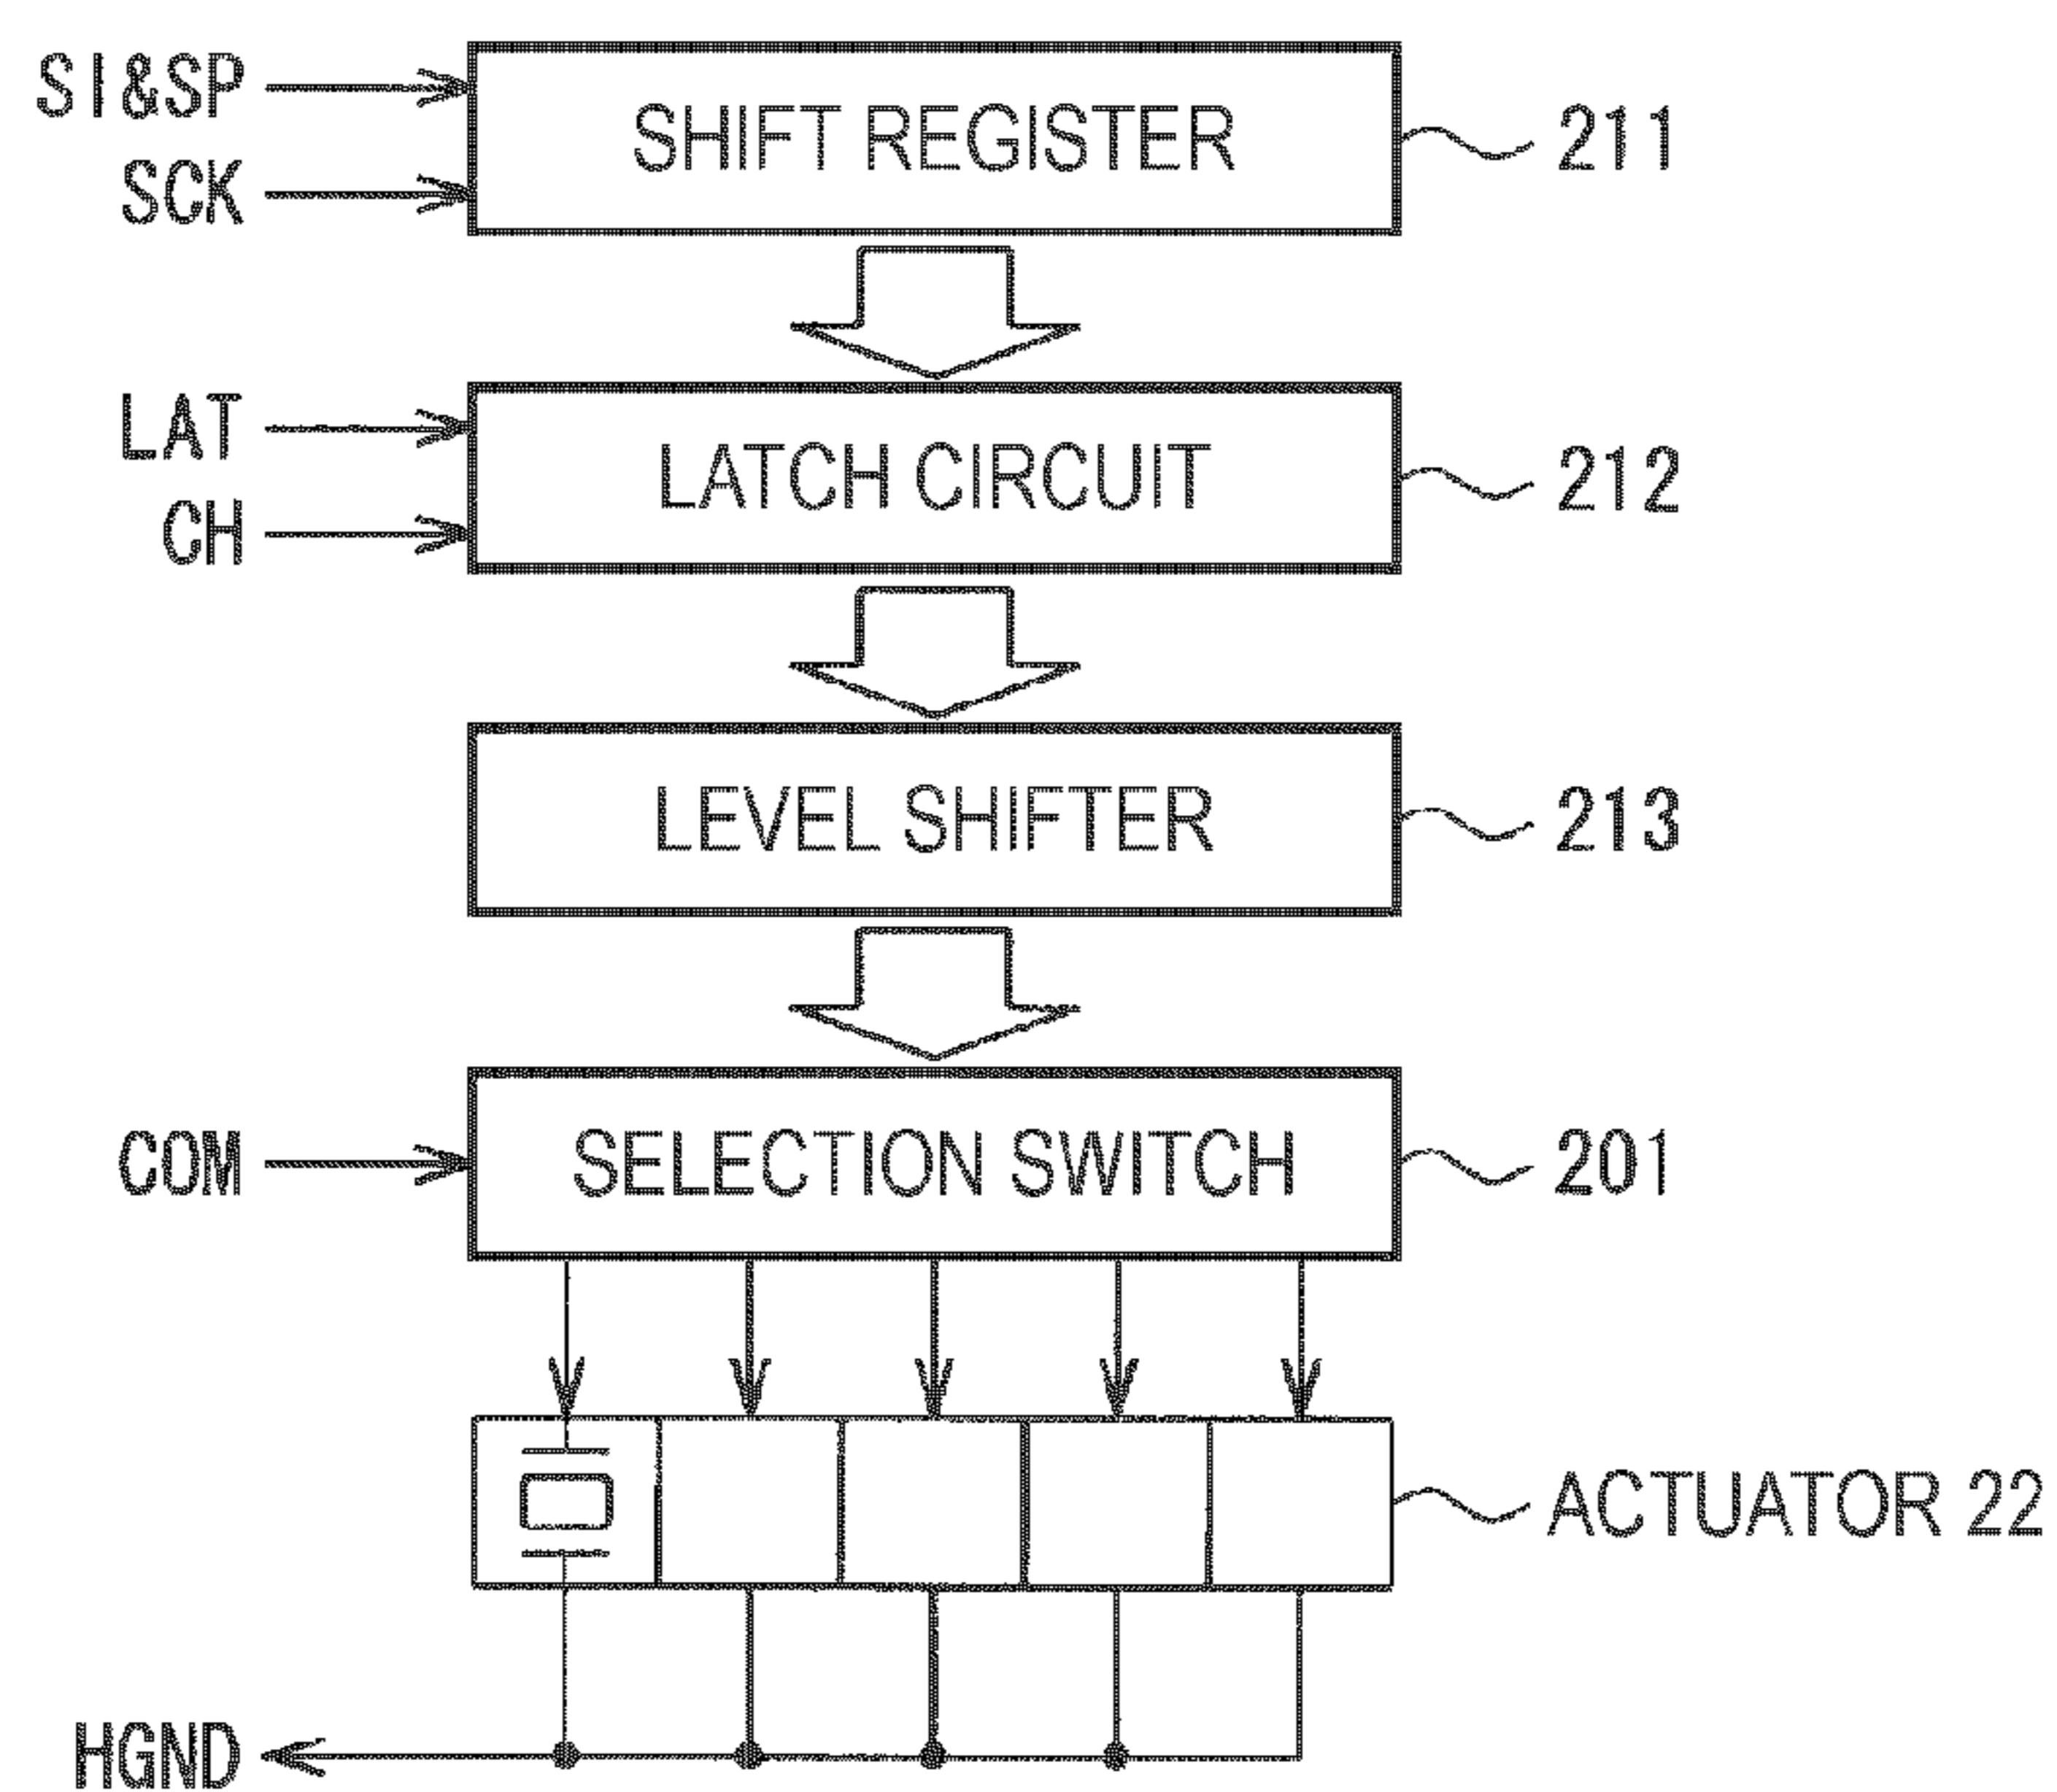 SI&SP
SHIFT REGISTER
211
SCK
LAT
LATCH CIRCUIT
212
CH
LEVEL SHIFTER
213
COM
SELECTION SWITCH
201
ACTUATOR 22
HGND